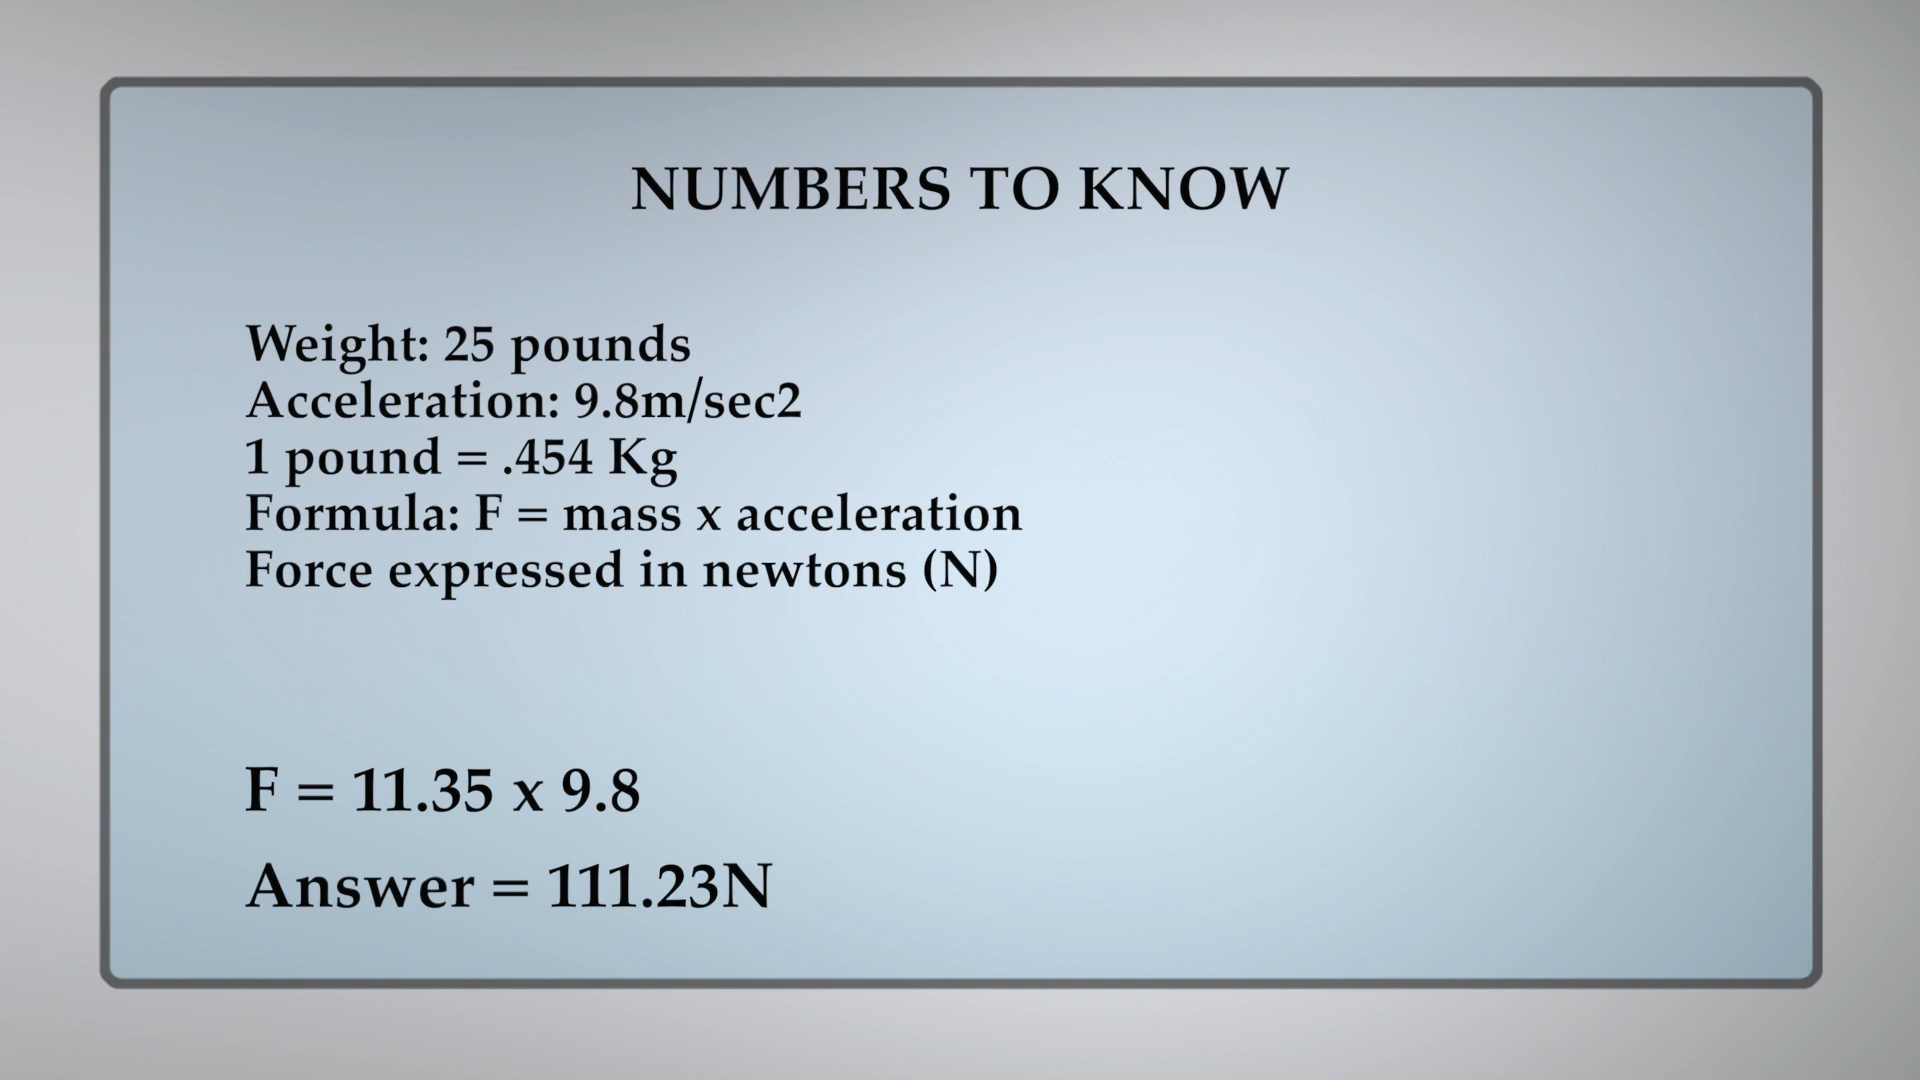 NUMBERS TO KNOW
Weight: 25 pounds
Acceleration: 9.8m/sec2
1 pound = .454 Kg
Formula: F = mass x acceleration
Force expressed in newtons (N)
F = 11.35 x 9.8
Answer = 111.23N